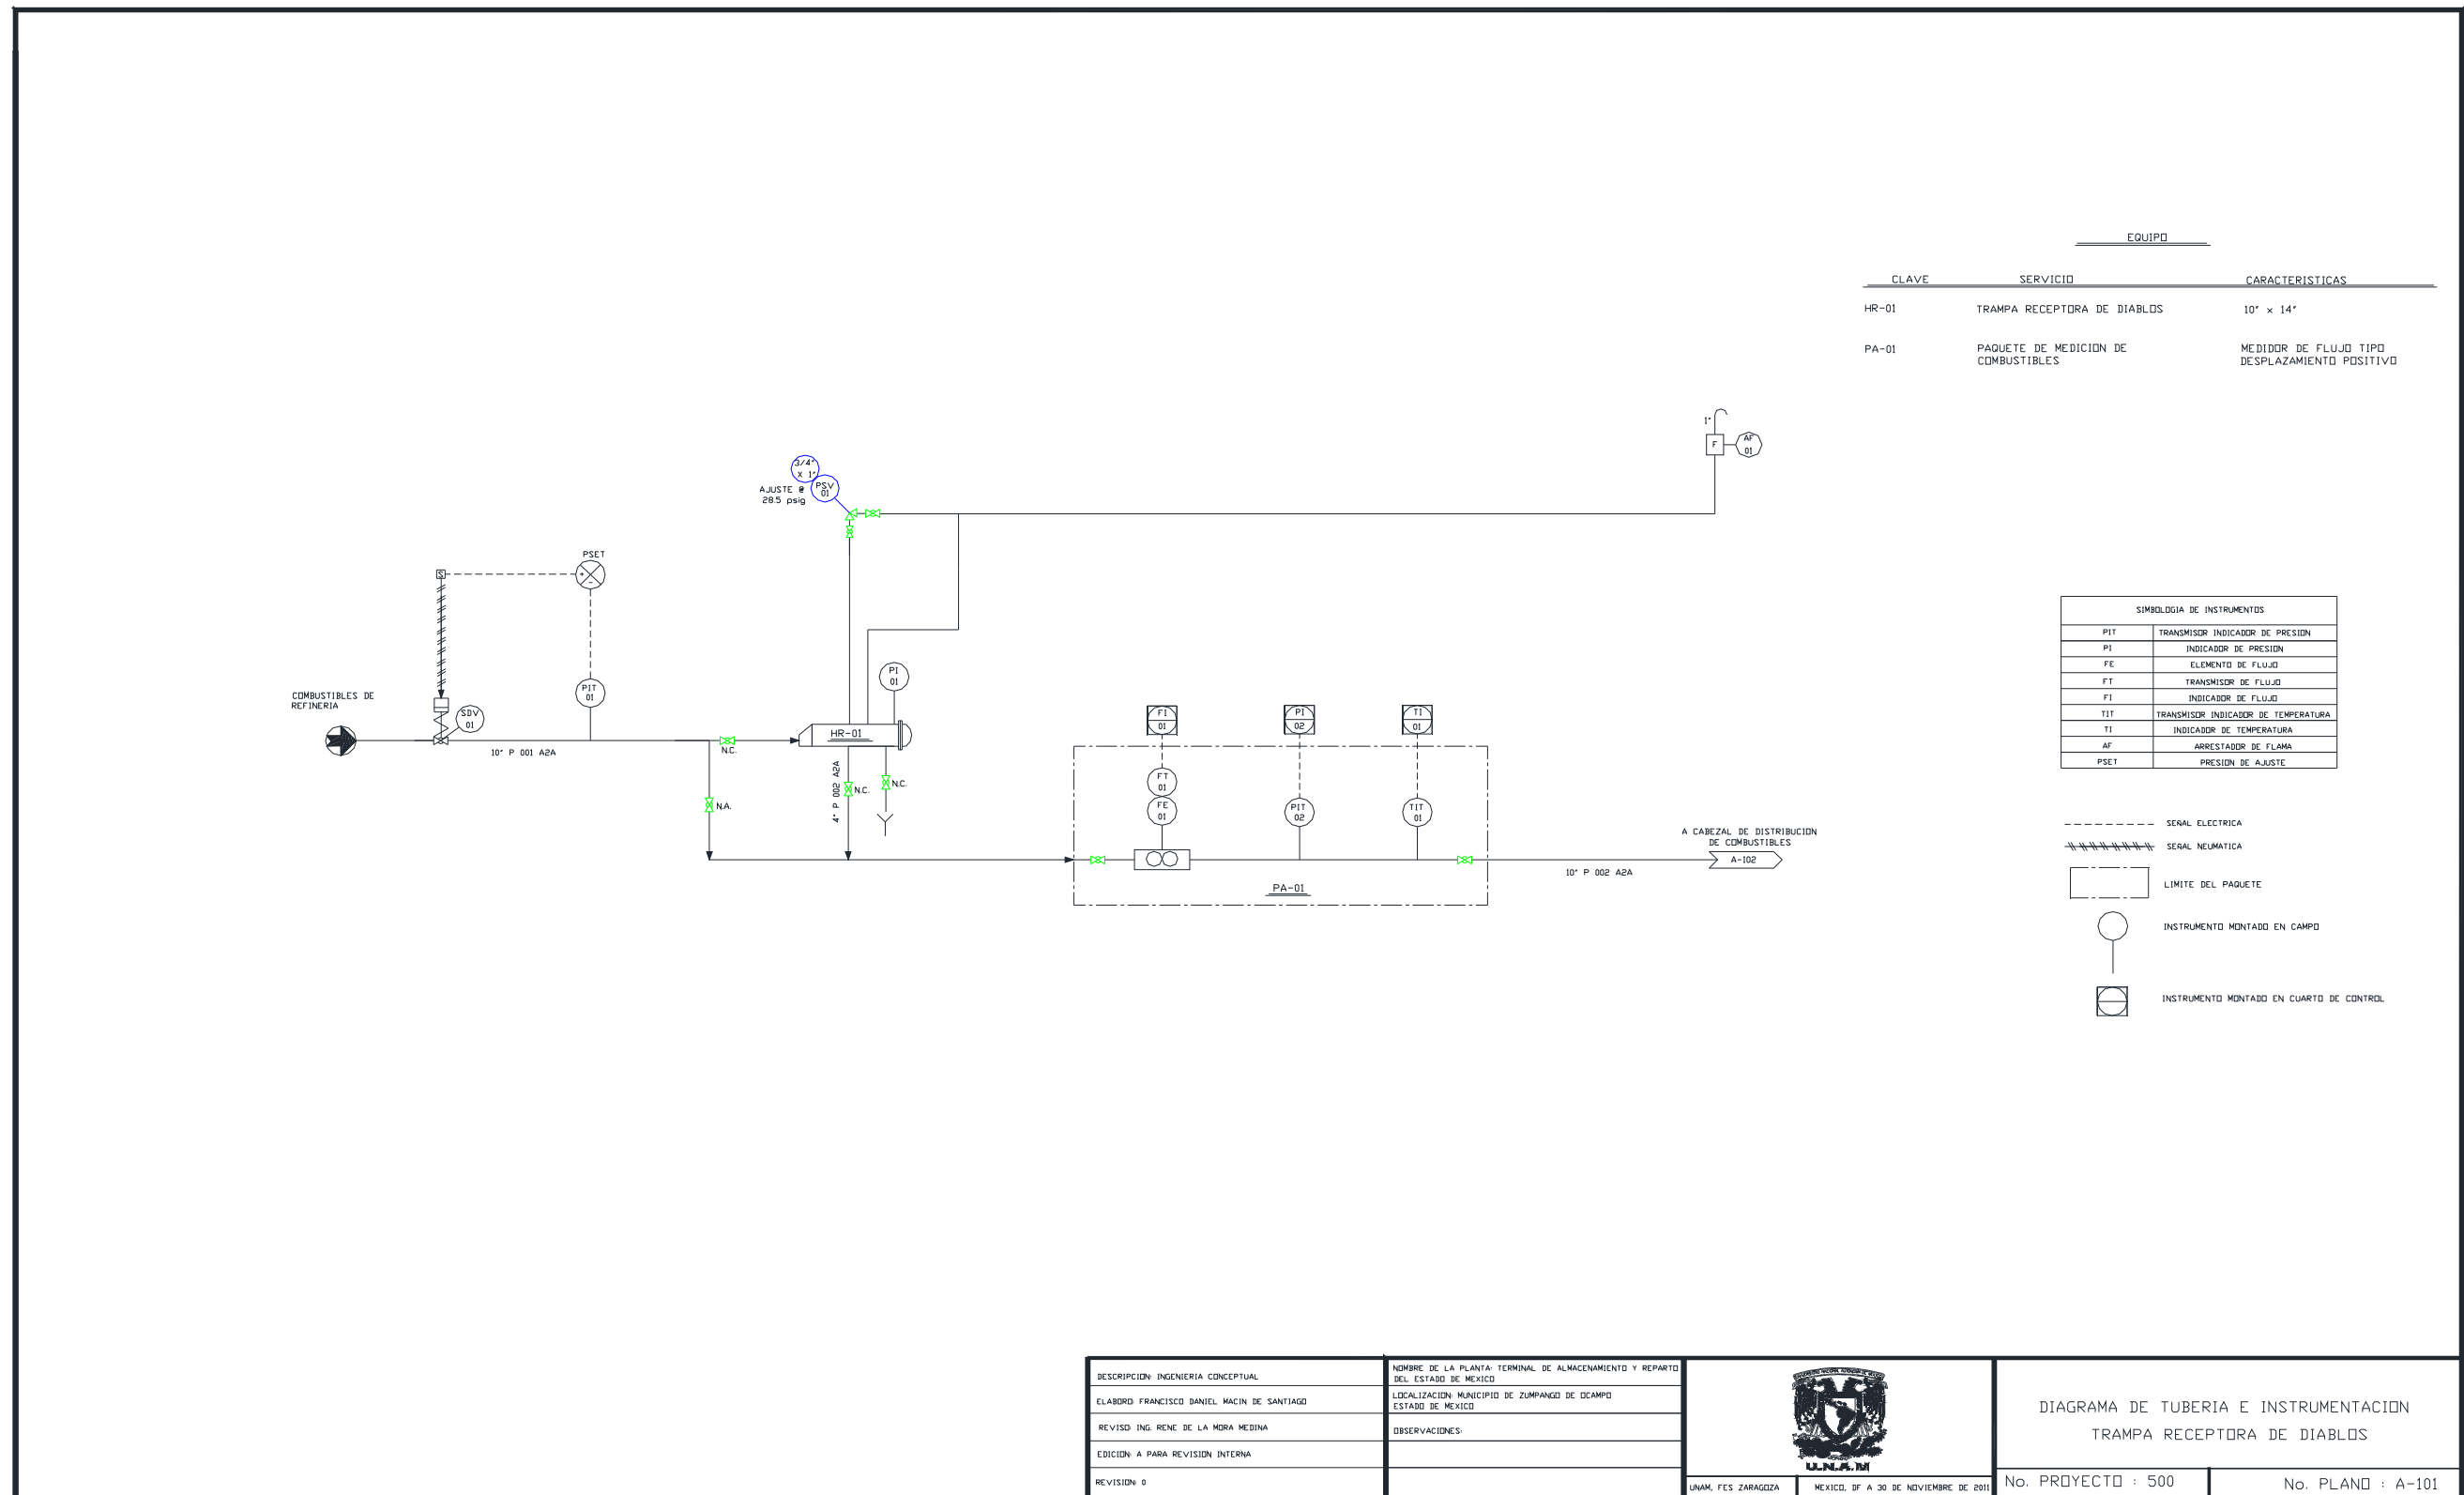 EQUIPO
CLAVE SERVICIO CARACTERISTICAS
HR-01 TRAMPA RECEPTORA DE DIABLOS 10" x 14"
PA-01 PAQUETE DE MEDICION DE COMBUSTIBLES MEDIDOR DE FLUJO TIPO DESPLAZAMIENTO POSITIVO
1"
F
AF
01
3/4"
X 1"
PSV
01
AJUSTE @
28.5 psig
PSET
S
+
-
PIT
01
COMBUSTIBLES DE
REFINERIA
SDV
01
10" P 001 A2A
N.C.
N.A.
PI
01
HR-01
4" P 002 A2A
N.C.
N.C.
FI
01
PI
02
TI
01
FT
01
FE
01
PIT
02
TIT
01
PA-01
A CABEZAL DE DISTRIBUCION
DE COMBUSTIBLES
A-102
10" P 002 A2A
SIMBOLOGIA DE INSTRUMENTOS
PIT TRANSMISOR INDICADOR DE PRESION
PI INDICADOR DE PRESION
FE ELEMENTO DE FLUJO
FT TRANSMISOR DE FLUJO
FI INDICADOR DE FLUJO
TIT TRANSMISOR INDICADOR DE TEMPERATURA
TI INDICADOR DE TEMPERATURA
AF ARRESTADOR DE FLAMA
PSET PRESION DE AJUSTE
SEÑAL ELECTRICA
SEÑAL NEUMATICA
LIMITE DEL PAQUETE
INSTRUMENTO MONTADO EN CAMPO
INSTRUMENTO MONTADO EN CUARTO DE CONTROL
DESCRIPCION: INGENIERIA CONCEPTUAL
ELABORO: FRANCISCO DANIEL MACIN DE SANTIAGO
REVISO: ING. RENE DE LA MORA MEDINA
EDICION: A PARA REVISION INTERNA
REVISION: 0
NOMBRE DE LA PLANTA: TERMINAL DE ALMACENAMIENTO Y REPARTO
DEL ESTADO DE MEXICO
LOCALIZACION: MUNICIPIO DE ZUMPANGO DE OCAMPO
ESTADO DE MEXICO
OBSERVACIONES:
U.N.A.M
UNAM, FES ZARAGOZA
MEXICO, DF A 30 DE NOVIEMBRE DE 2011
DIAGRAMA DE TUBERIA E INSTRUMENTACION
TRAMPA RECEPTORA DE DIABLOS
No. PROYECTO : 500
No. PLANO : A-101